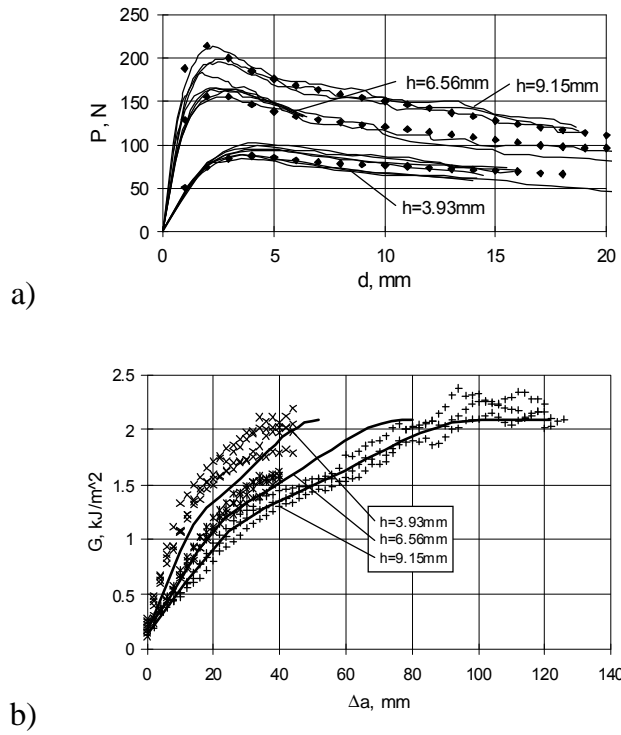 250
200
150
100
50
0
P, N
h=6.56mm
h=9.15mm
h=3.93mm
0 5 10 15 20
d, mm
a)
2.5
2
1.5
1
0.5
0
G, kJ/m^2
h=3.93mm
h=6.56mm
h=9.15mm
0 20 40 60 80 100 120 140
Δa, mm
b)